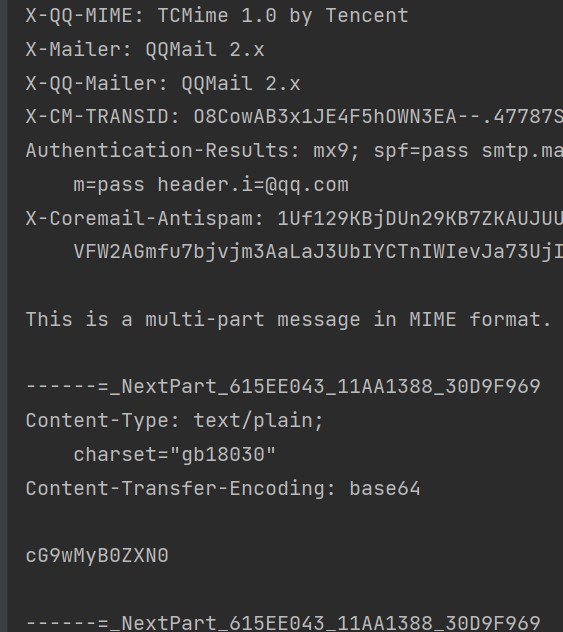 X-QQ-MIME: TCMime 1.0 by Tencent
X-Mailer: QQMail 2.x
X-QQ-Mailer: QQMail 2.x
X-CM-TRANSID: O8CowAB3x1JE4F5hOWN3EA--.47787S
Authentication-Results: mx9; spf=pass smtp.ma
m=pass header.i=@qq.com
X-Coremail-Antispam: 1Uf129KBjDUn29KB7ZKAUJUU
VFW2AGmfu7bjvjm3AaLaJ3UbIYCTnIWIevJa73UjI
This is a multi-part message in MIME format.
------=_NextPart_615EE043_11AA1388_30D9F969
Content-Type: text/plain;
charset="gb18030"
Content-Transfer-Encoding: base64
cG9wMyB0ZXN0
------=_NextPart_615EE043_11AA1388_30D9F969